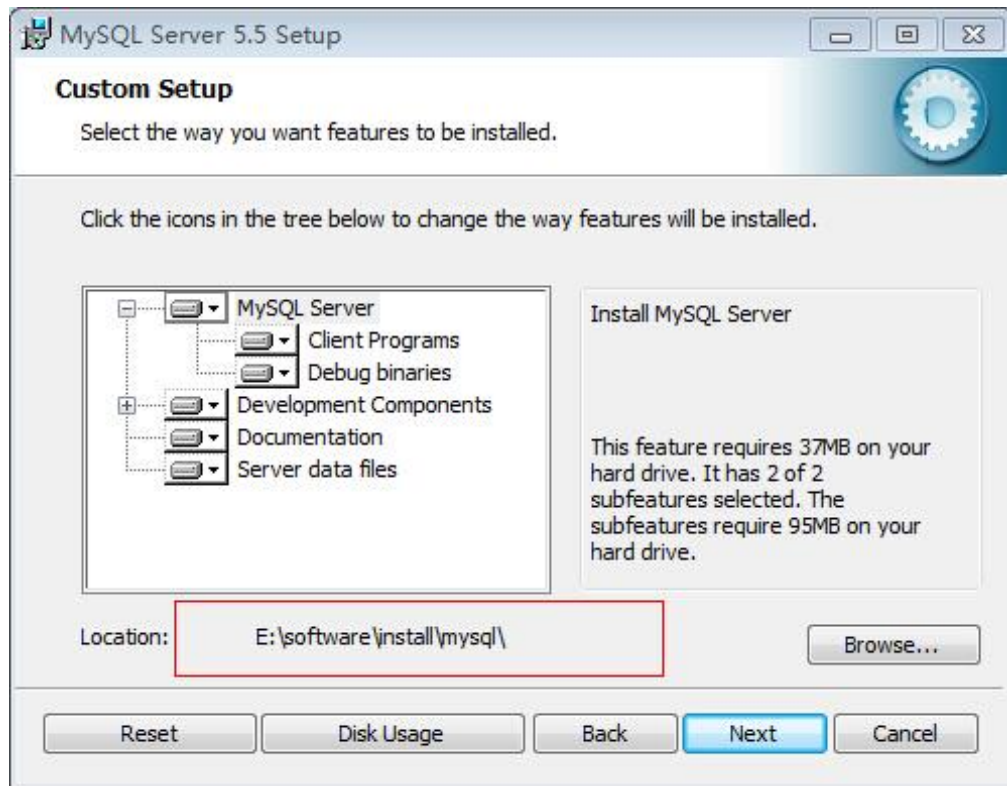 MySQL Server 5.5 Setup
Custom Setup
Select the way you want features to be installed.
Click the icons in the tree below to change the way features will be installed.
MySQL Server
Client Programs
Debug binaries
Development Components
Documentation
Server data files
Install MySQL Server
This feature requires 37MB on your
hard drive. It has 2 of 2
subfeatures selected. The
subfeatures require 95MB on your
hard drive.
Location: E:\software\install\mysql\
Browse...
Reset Disk Usage Back Next Cancel